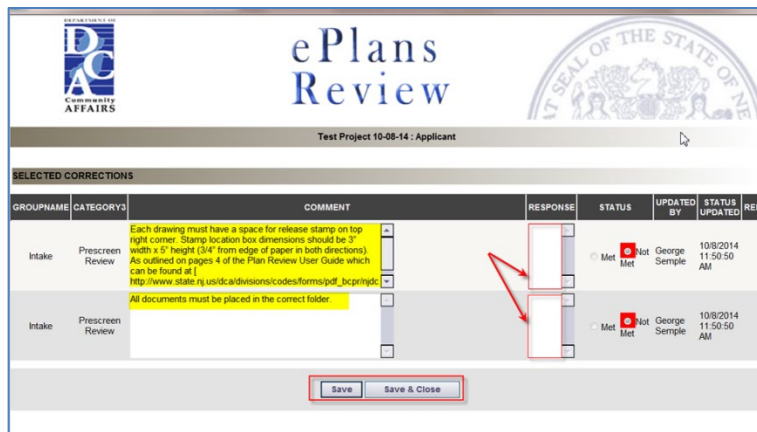 DEPARTMENT OF
DCA
Community
AFFAIRS
ePlans
Review
SEAL OF THE STATE OF NE
Test Project 10-08-14 : Applicant
SELECTED CORRECTIONS
GROUPNAME CATEGORY3 COMMENT RESPONSE STATUS UPDATED BY STATUS UPDATED
Intake Prescreen Review
Each drawing must have a space for release stamp on top
right corner. Stamp location box dimensions should be 3"
width x 5" height (3/4" from edge of paper in both directions).
As outlined on pages 4 of the Plan Review User Guide which
can be found at [
http://www.state.nj.us/dca/divisions/codes/forms/pdf_bcpr/njdc
Met Not Met George Semple 10/8/2014 11:50:50 AM
Intake Prescreen Review
All documents must be placed in the correct folder.
Met Not Met George Semple 10/8/2014 11:50:50 AM
Save Save & Close